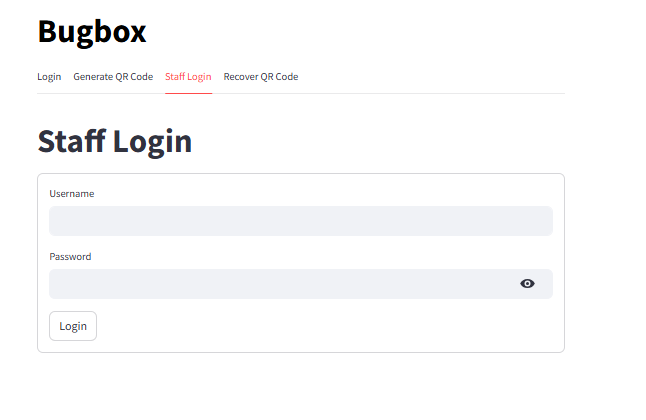 Bugbox
Login Generate QR Code Staff Login Recover QR Code
Staff Login
Username
Password
Login